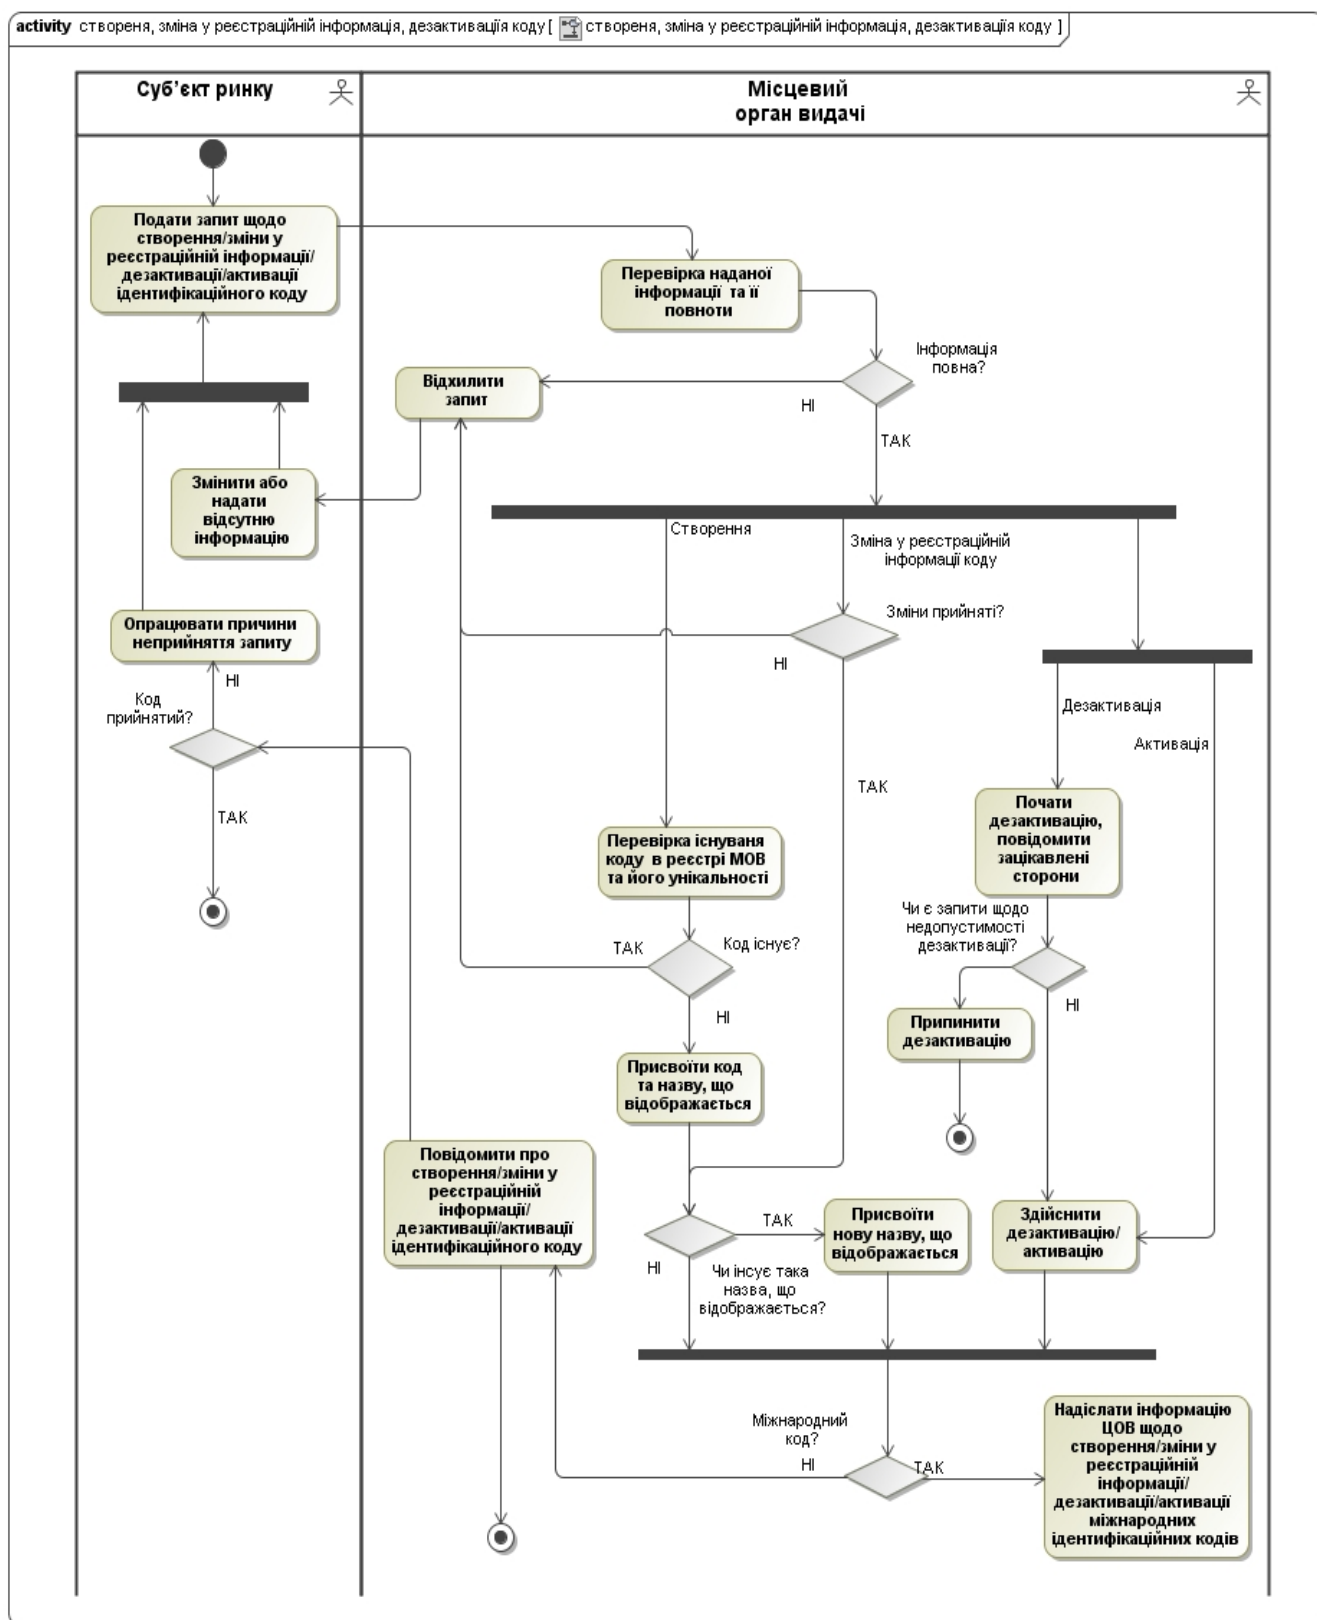 activity створеня, зміна у реєстраційній інформація, дезактивація коду [ створеня, зміна у реєстраційній інформація, дезактивація коду ]
Суб'єкт ринку
Місцевий
орган видачі
Подати запит щодо
створення/зміни у
реєстраційній інформації/
дезактивації/активації
ідентифікаційного коду
Перевірка наданої
інформації та її
повноти
Інформація
повна?
Відхилити
запит
НІ
ТАК
Змінити або
надати
відсутню
інформацію
Створення
Зміна у реєстраційній
інформації коду
Зміни прийняті?
Опрацювати причини
неприйняття запиту
НІ
НІ
Код
прийнятий?
Дезактивація
Активація
ТАК
ТАК
Почати
дезактивацію,
повідомити
зацікавлені
сторони
Перевірка існуваня
коду в реєстрі МОВ
та його унікальності
Чи є запити щодо
недопустимості
дезактивації?
ТАК
Код існує?
НІ
НІ
Припинити
дезактивацію
Присвоїти код
та назву, що
відображається
Повідомити про
створення/зміни у
реєстраційній
інформації/
дезактивації/активації
ідентифікаційного коду
ТАК
Присвоїти
нову назву, що
відображається
Здійснити
дезактивацію/
активацію
НІ
Чи інсує така
назва, що
відображається?
Міжнародний
код?
НІ
ТАК
Надіслати інформацію
ЦОВ щодо
створення/зміни у
реєстраційній
інформації/
дезактивації/активації
міжнародних
ідентифікаційних кодів